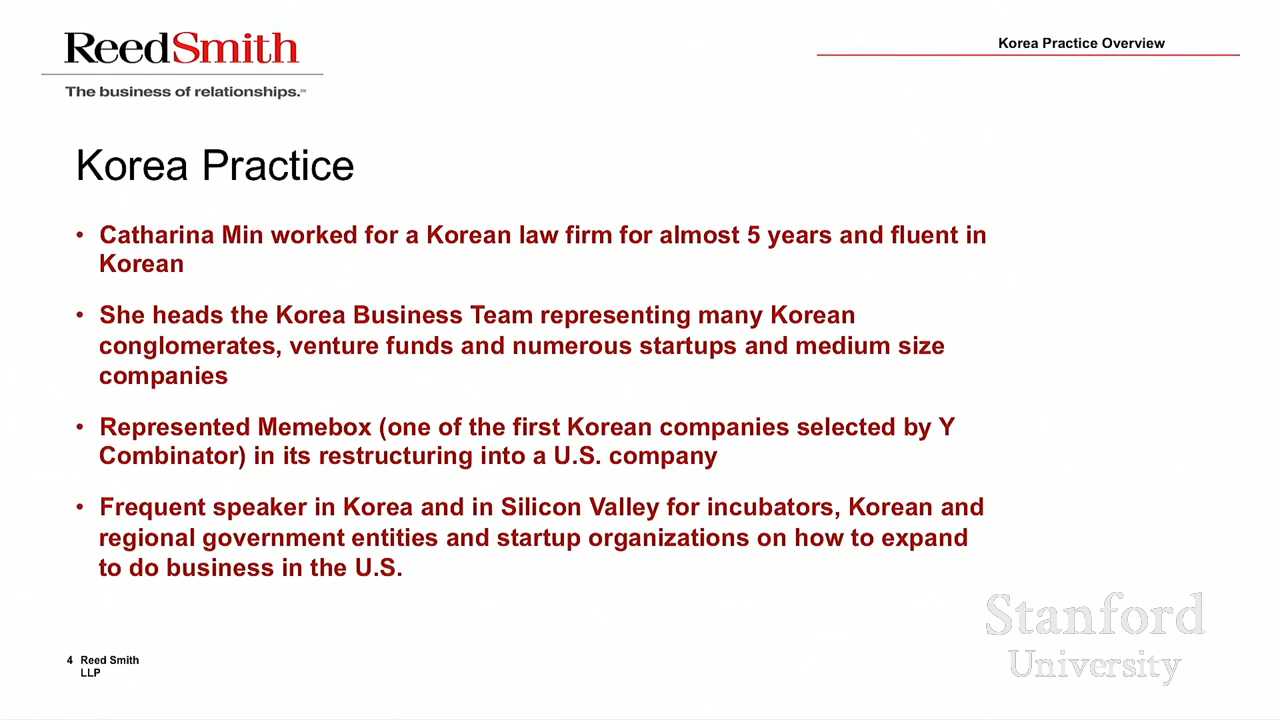 ReedSmith
The business of relationships.℠
Korea Practice Overview
Korea Practice
• Catharina Min worked for a Korean law firm for almost 5 years and fluent in
Korean
• She heads the Korea Business Team representing many Korean
conglomerates, venture funds and numerous startups and medium size
companies
• Represented Memebox (one of the first Korean companies selected by Y
Combinator) in its restructuring into a U.S. company
• Frequent speaker in Korea and in Silicon Valley for incubators, Korean and
regional government entities and startup organizations on how to expand
to do business in the U.S.
4 Reed Smith
LLP
Stanford
University